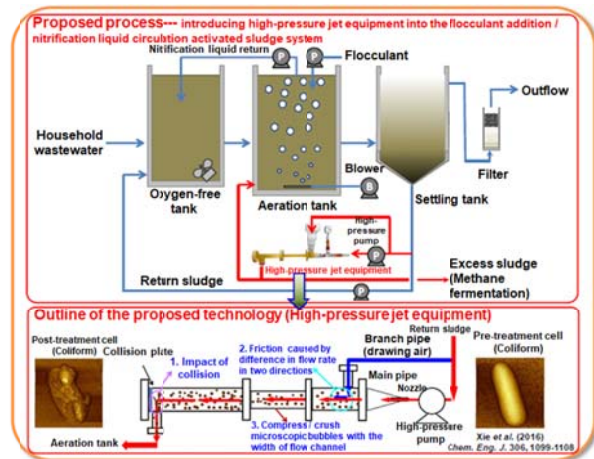 Proposed process--- introducing high-pressure jet equipment into the flocculant addition /
nitrification liquid circulation activated sludge system
Nitrification liquid return
P
P
Flocculant
Outflow
Household
wastewater
Blower
B
Filter
Oxygen-free
tank
Aeration tank
Settling tank
High-
pressure
pump
P
High-pressure jet equipment
Return sludge
P
Excess sludge
(Methane
fermentation)
Outline of the proposed technology (High-pressure jet equipment)
Post-treatment cell
(Coliform)
Collision plate
1. Impact of
collision
2. Friction caused by
difference in flow rate
in two directions
Branch pipe
(drawing air)
Return sludge
Pre-treatment cell
(Coliform)
Main pipe
Nozzle
3. Compress / crush
microscopic bubbles with the
width of flow channel
High-pressure
pump
Aeration tank
Xie et al. (2016)
Chem. Eng. J. 306, 1099-1108